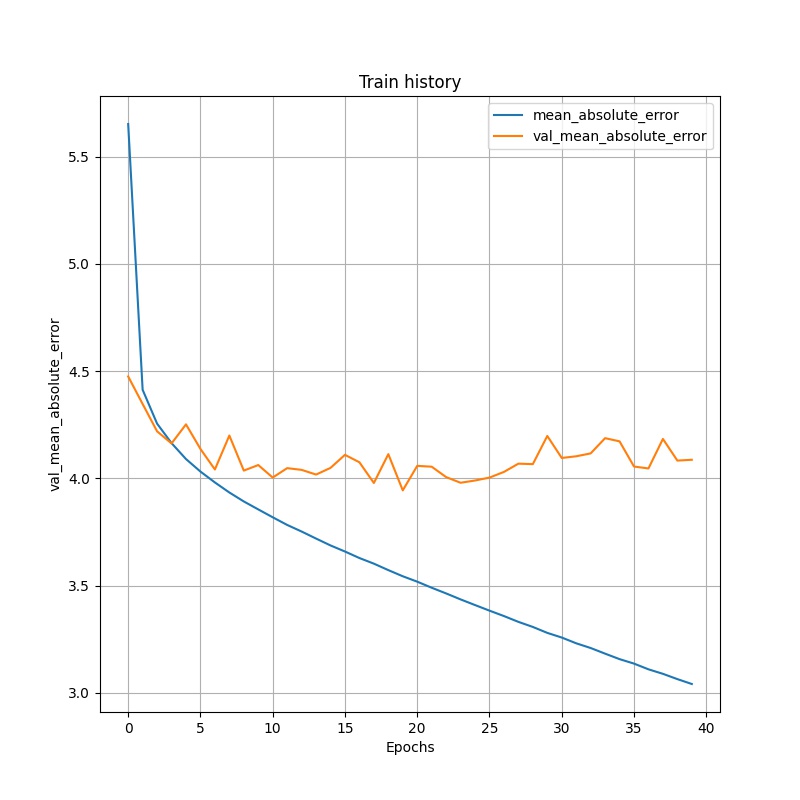 Train history
mean_absolute_error
val_mean_absolute_error
5.5
5.0
4.5
4.0
3.5
3.0
val_mean_absolute_error
0 5 10 15 20 25 30 35 40
Epochs